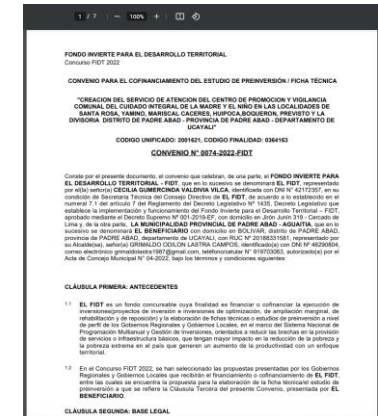 1 / 7 — 100% +
FONDO INVIERTE PARA EL DESARROLLO TERRITORIAL
Concurso FIDT 2022
CONVENIO PARA EL COFINANCIAMIENTO DEL ESTUDIO DE PREINVERSIÓN / FICHA TÉCNICA
"CREACION DEL SERVICIO DE ATENCION DEL CENTRO DE PROMOCION Y VIGILANCIA
COMUNAL DEL CUIDADO INTEGRAL DE LA MADRE Y EL NIÑO EN LAS LOCALIDADES DE
SANTA ROSA, YAMINO, MARISCAL CACERES, HUIPOCA,BOQUERON, PREVISTO Y LA
DIVISORIA DISTRITO DE PADRE ABAD - PROVINCIA DE PADRE ABAD - DEPARTAMENTO DE
UCAYALI"
CODIGO UNIFICADO: 2001621, CODIGO FINALIDAD: 0364163
CONVENIO N° 0074-2022-FIDT
Conste por el presente documento, el convenio que celebran, de una parte, el FONDO INVIERTE PARA
EL DESARROLLO TERRITORIAL - FIDT, que en lo sucesivo se denominará EL FIDT, representado
por el(la) señor(a) CECILIA GUMERCINDA VALDIVIA VILCA, identificada con DNI N° 42172357, en su
condición de Secretaria Técnica del Consejo Directivo de EL FIDT, de acuerdo a lo establecido en el
numeral 7.1 del artículo 7 del Reglamento del Decreto Legislativo N° 1435, Decreto Legislativo que
establece la implementación y funcionamiento del Fondo Invierte para el Desarrollo Territorial – FIDT,
aprobado mediante el Decreto Supremo N° 001-2019-EF, con domicilio en Jirón Junín 319 - Cercado de
Lima y, de la otra parte, LA MUNICIPALIDAD PROVINCIAL DE PADRE ABAD - AGUAITIA, que en lo
sucesivo se denominará EL BENEFICIARIO con domicilio en BOLIVAR, distrito de PADRE ABAD,
provincia de PADRE ABAD, departamento de UCAYALI, con RUC N° 20188331581, representado por
su Alcalde(sa), señor(a) GRIMALDO ODILON LASTRA CAMPOS, identificado(a) con DNI N° 46290804,
correo electrónico grimaldolastra1987@gmail.com, teléfono/celular N° 919703063, autorizado(a) por el
Acta de Concejo Municipal N° 04-2022, bajo los términos y condiciones siguientes:
CLÁUSULA PRIMERA: ANTECEDENTES
1.1 EL FIDT es un fondo concursable cuya finalidad es financiar o cofinanciar la ejecución de
inversiones(proyectos de inversión e inversiones de optimización, de ampliación marginal, de
rehabilitación y de reposición) y la elaboración de fichas técnicas o estudios de preinversión a nivel
de perfil de los Gobiernos Regionales y Gobiernos Locales, en el marco del Sistema Nacional de
Programación Multianual y Gestión de Inversiones, orientados a reducir las brechas en la provisión
de servicios o infraestructura básicos, que tengan mayor impacto en la reducción de la pobreza y la
pobreza extrema en el país que generen un aumento de la productividad con un enfoque
territorial.
1.2 En el Concurso FIDT 2022, se han seleccionado las propuestas presentadas por los Gobiernos
Regionales y Gobiernos Locales que recibirán el financiamiento o cofinanciamiento de EL FIDT,
entre las cuales se encuentra la propuesta para la elaboración de la ficha técnica/el estudio de
preinversión a que se refiere la Cláusula Tercera del presente Convenio, presentada por EL
BENEFICIARIO.
CLÁUSULA SEGUNDA: BASE LEGAL